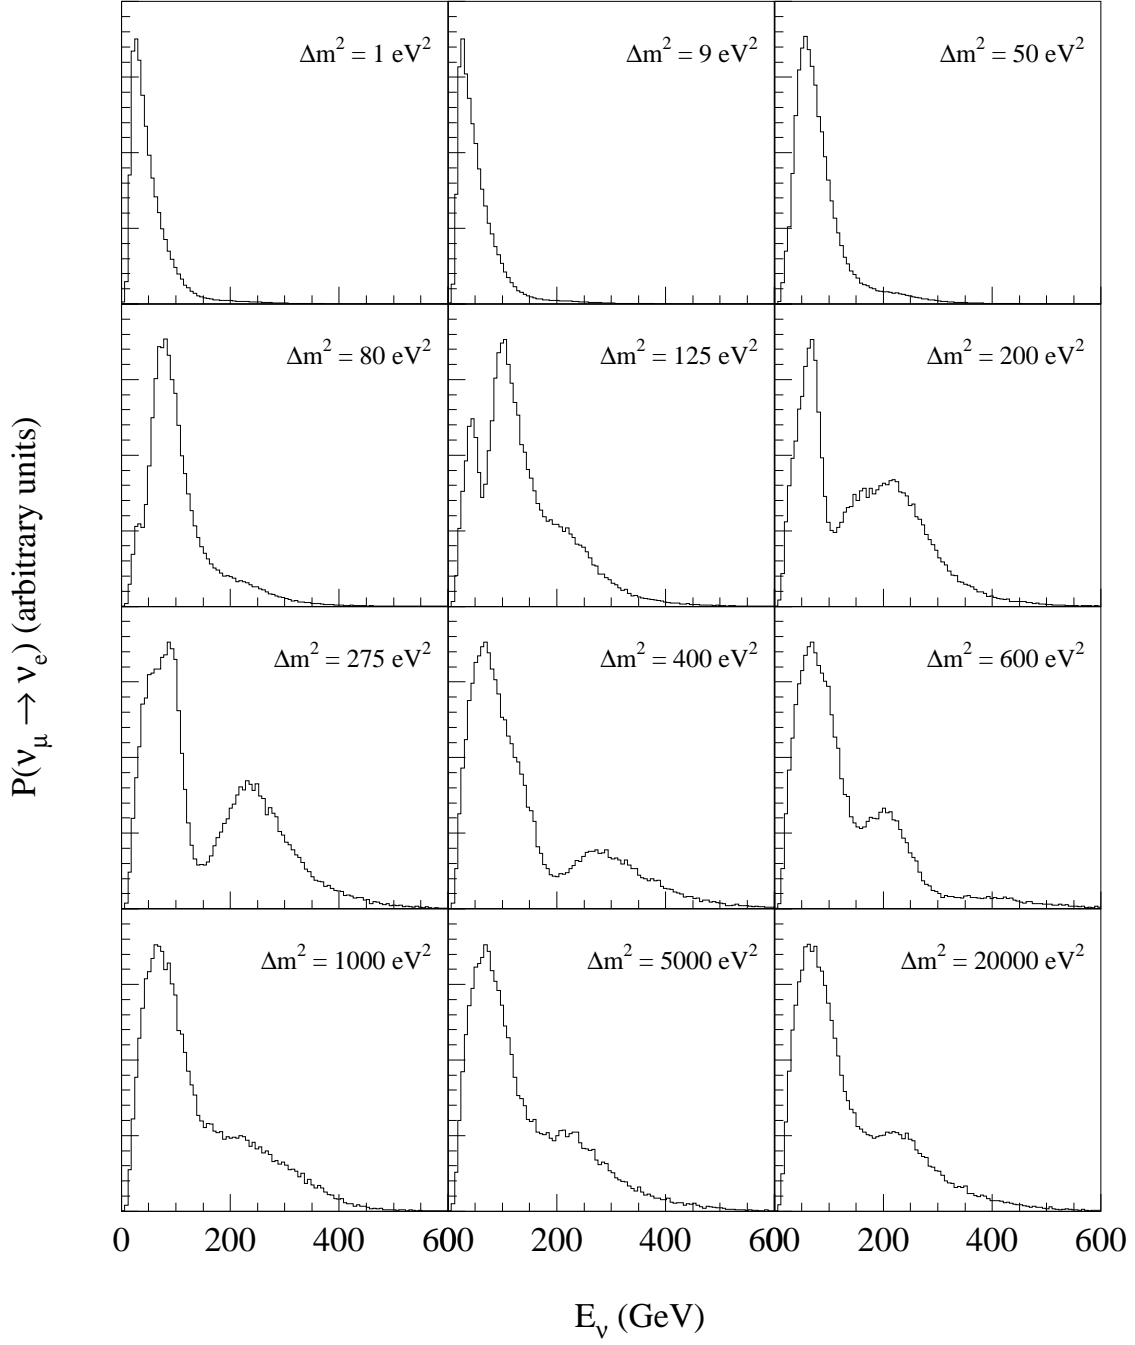 Δm² = 1 eV²
Δm² = 9 eV²
Δm² = 50 eV²
Δm² = 80 eV²
Δm² = 125 eV²
Δm² = 200 eV²
Δm² = 275 eV²
Δm² = 400 eV²
Δm² = 600 eV²
Δm² = 1000 eV²
Δm² = 5000 eV²
Δm² = 20000 eV²
P(ν_μ → ν_e) (arbitrary units)
0 200 400 600 200 400 600 200 400 600
E_ν (GeV)